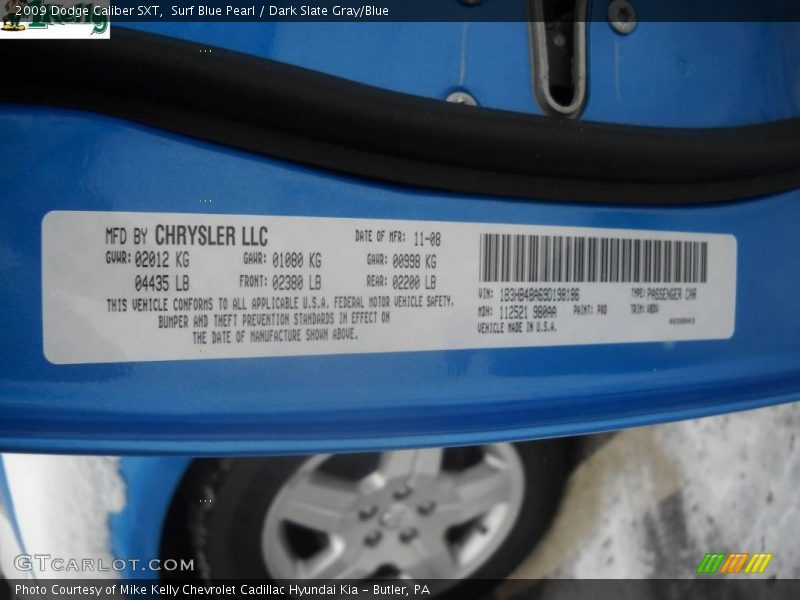 2009 Dodge Caliber SXT,  Surf Blue Pearl / Dark Slate Gray/Blue
MFD BY CHRYSLER LLC
DATE OF MFR: 11-08
GVWR: 02012 KG
GAWR: 01080 KG
GAWR: 00998 KG
04435 LB
FRONT: 02380 LB
REAR: 02200 LB
THIS VEHICLE CONFORMS TO ALL APPLICABLE U.S.A. FEDERAL MOTOR VEHICLE SAFETY,
BUMPER AND THEFT PREVENTION STANDARDS IN EFFECT ON
THE DATE OF MANUFACTURE SHOWN ABOVE.
VIN: 1B3HB48A69D198186
TYPE: PASSENGER CAR
MDH: 112521 980AA
PAINT: PBD
TRIM:
VEHICLE MADE IN U.S.A.
GTCARLOT.COM
Photo Courtesy of Mike Kelly Chevrolet Cadillac Hyundai Kia – Butler, PA